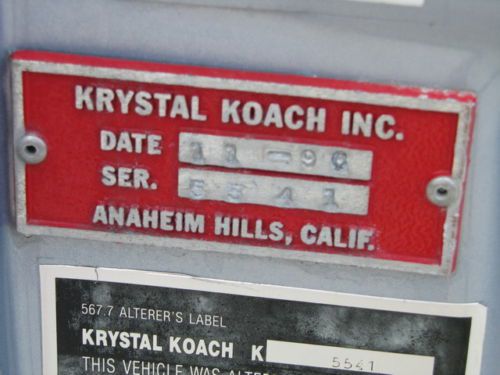 KRYSTAL KOACH INC.
DATE
SER. 5541
ANAHEIM HILLS, CALIF.
567.7 ALTERER'S LABEL
KRYSTAL KOACH K 5541
THIS VEHICLE WAS